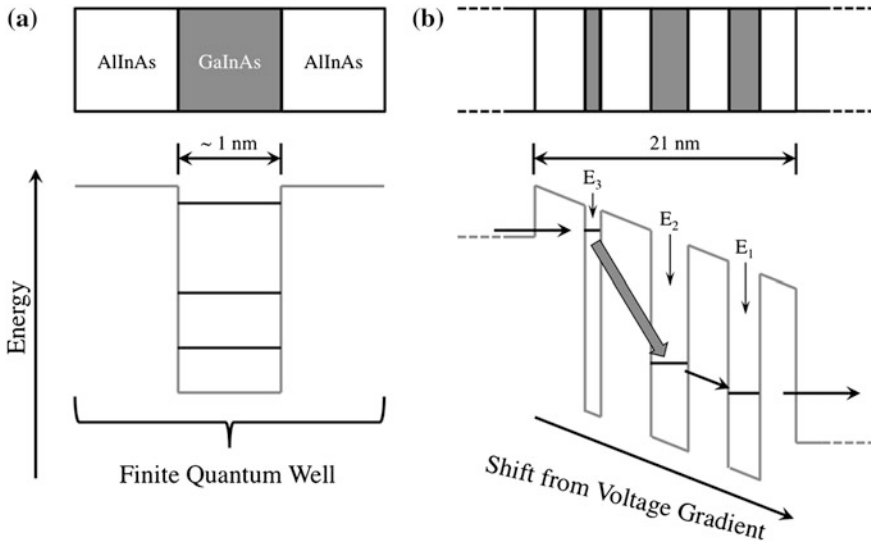 (a)
AlInAs GaInAs AlInAs
~ 1 nm
Energy
Finite Quantum Well
(b)
21 nm
E3
E2
E1
Shift from Voltage Gradient